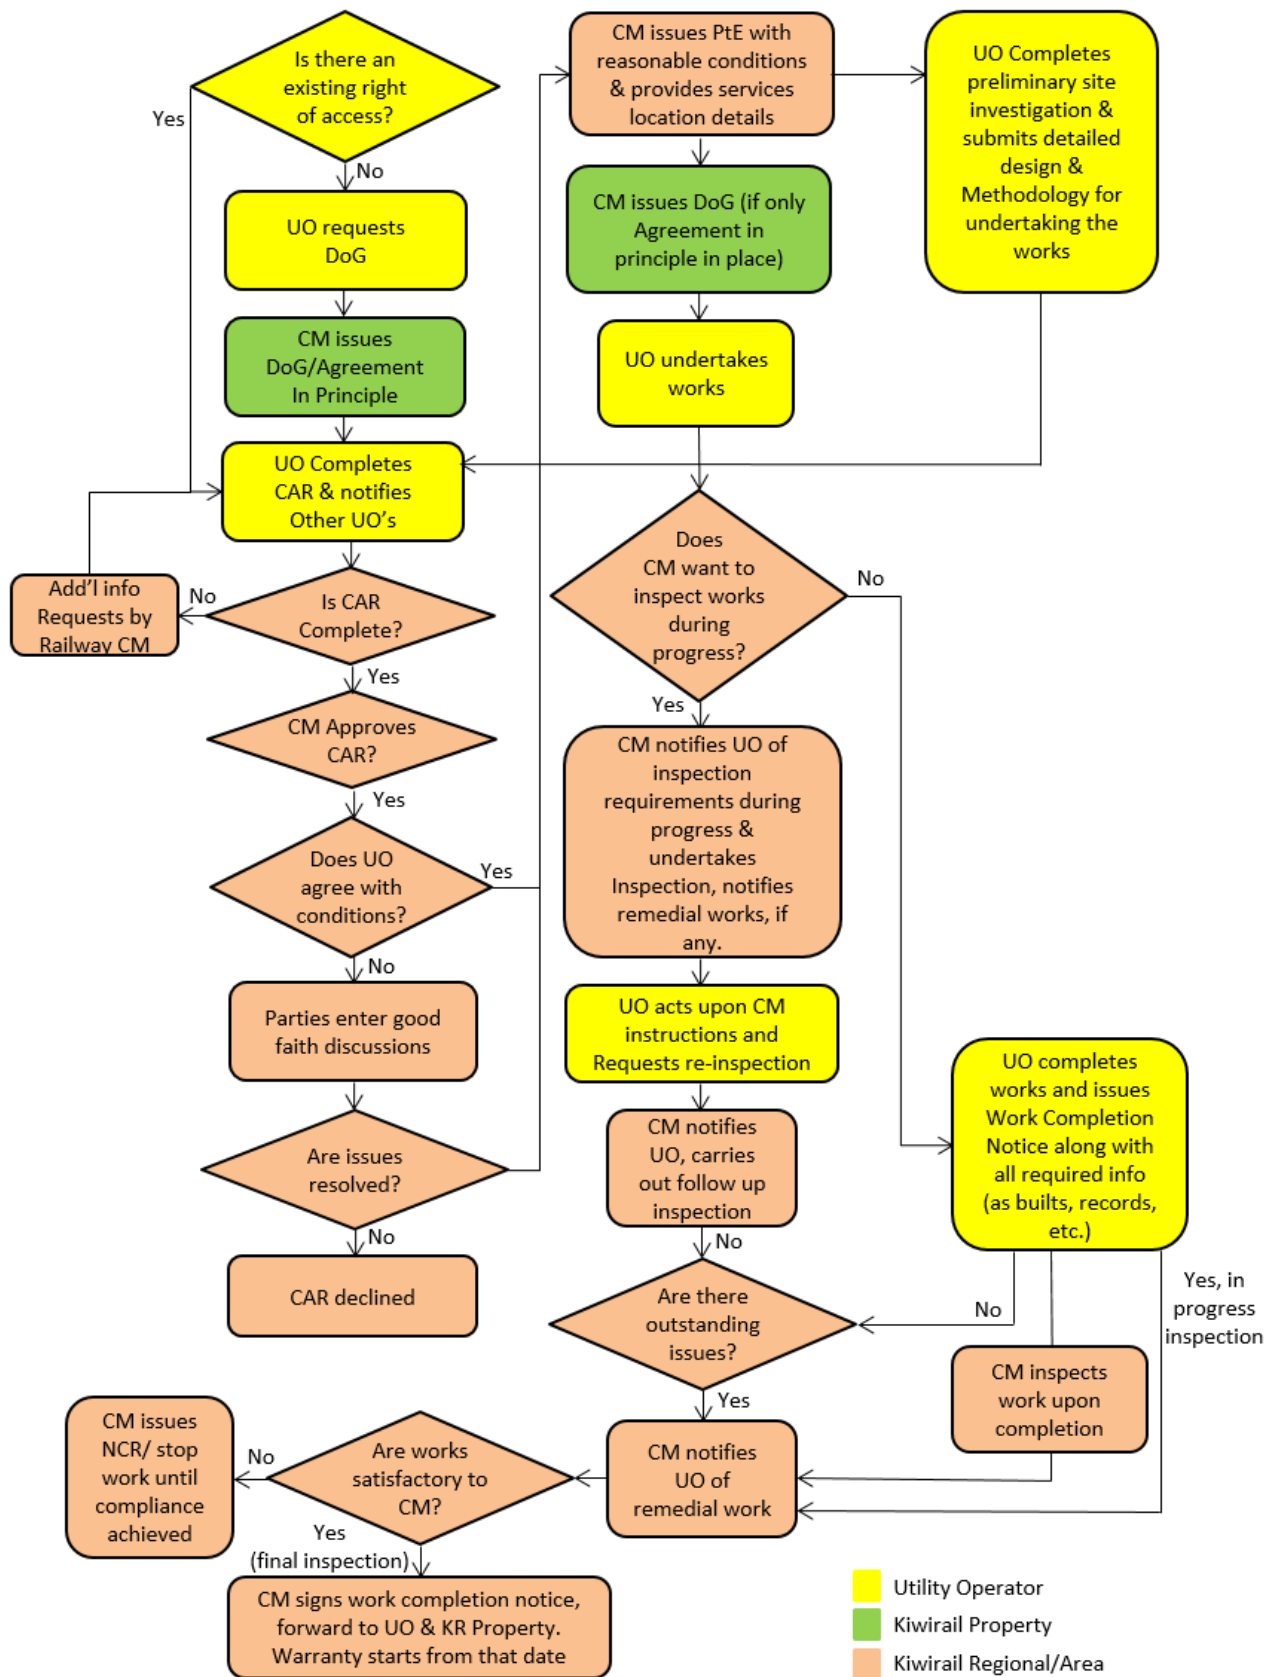 Is there an
existing right
of access?
Yes
No
UO requests
DoG
CM issues
DoG/Agreement
In Principle
UO Completes
CAR & notifies
Other UO's
Add'l info
Requests by
Railway CM
No
Is CAR
Complete?
Yes
CM Approves
CAR?
Yes
Does UO
agree with
conditions?
Yes
No
Parties enter good
faith discussions
Are issues
resolved?
No
CAR declined
CM issues PtE with
reasonable conditions
& provides services
location details
UO Completes
preliminary site
investigation &
submits detailed
design &
Methodology for
undertaking the
works
CM issues DoG (if only
Agreement in
principle in place)
UO undertakes
works
Does
CM want to
inspect works
during
progress?
No
Yes
CM notifies UO of
inspection
requirements during
progress &
undertakes
Inspection, notifies
remedial works, if
any.
UO acts upon CM
instructions and
Requests re-inspection
CM notifies
UO, carries
out follow up
inspection
No
Are there
outstanding
issues?
Yes
UO completes
works and issues
Work Completion
Notice along with
all required info
(as builts, records,
etc.)
No
Yes, in
progress
inspection
CM inspects
work upon
completion
CM notifies
UO of
remedial work
Are works
satisfactory to
CM?
No
CM issues
NCR/ stop
work until
compliance
achieved
Yes
(final inspection)
CM signs work completion notice,
forward to UO & KR Property.
Warranty starts from that date
Utility Operator
Kiwirail Property
Kiwirail Regional/Area